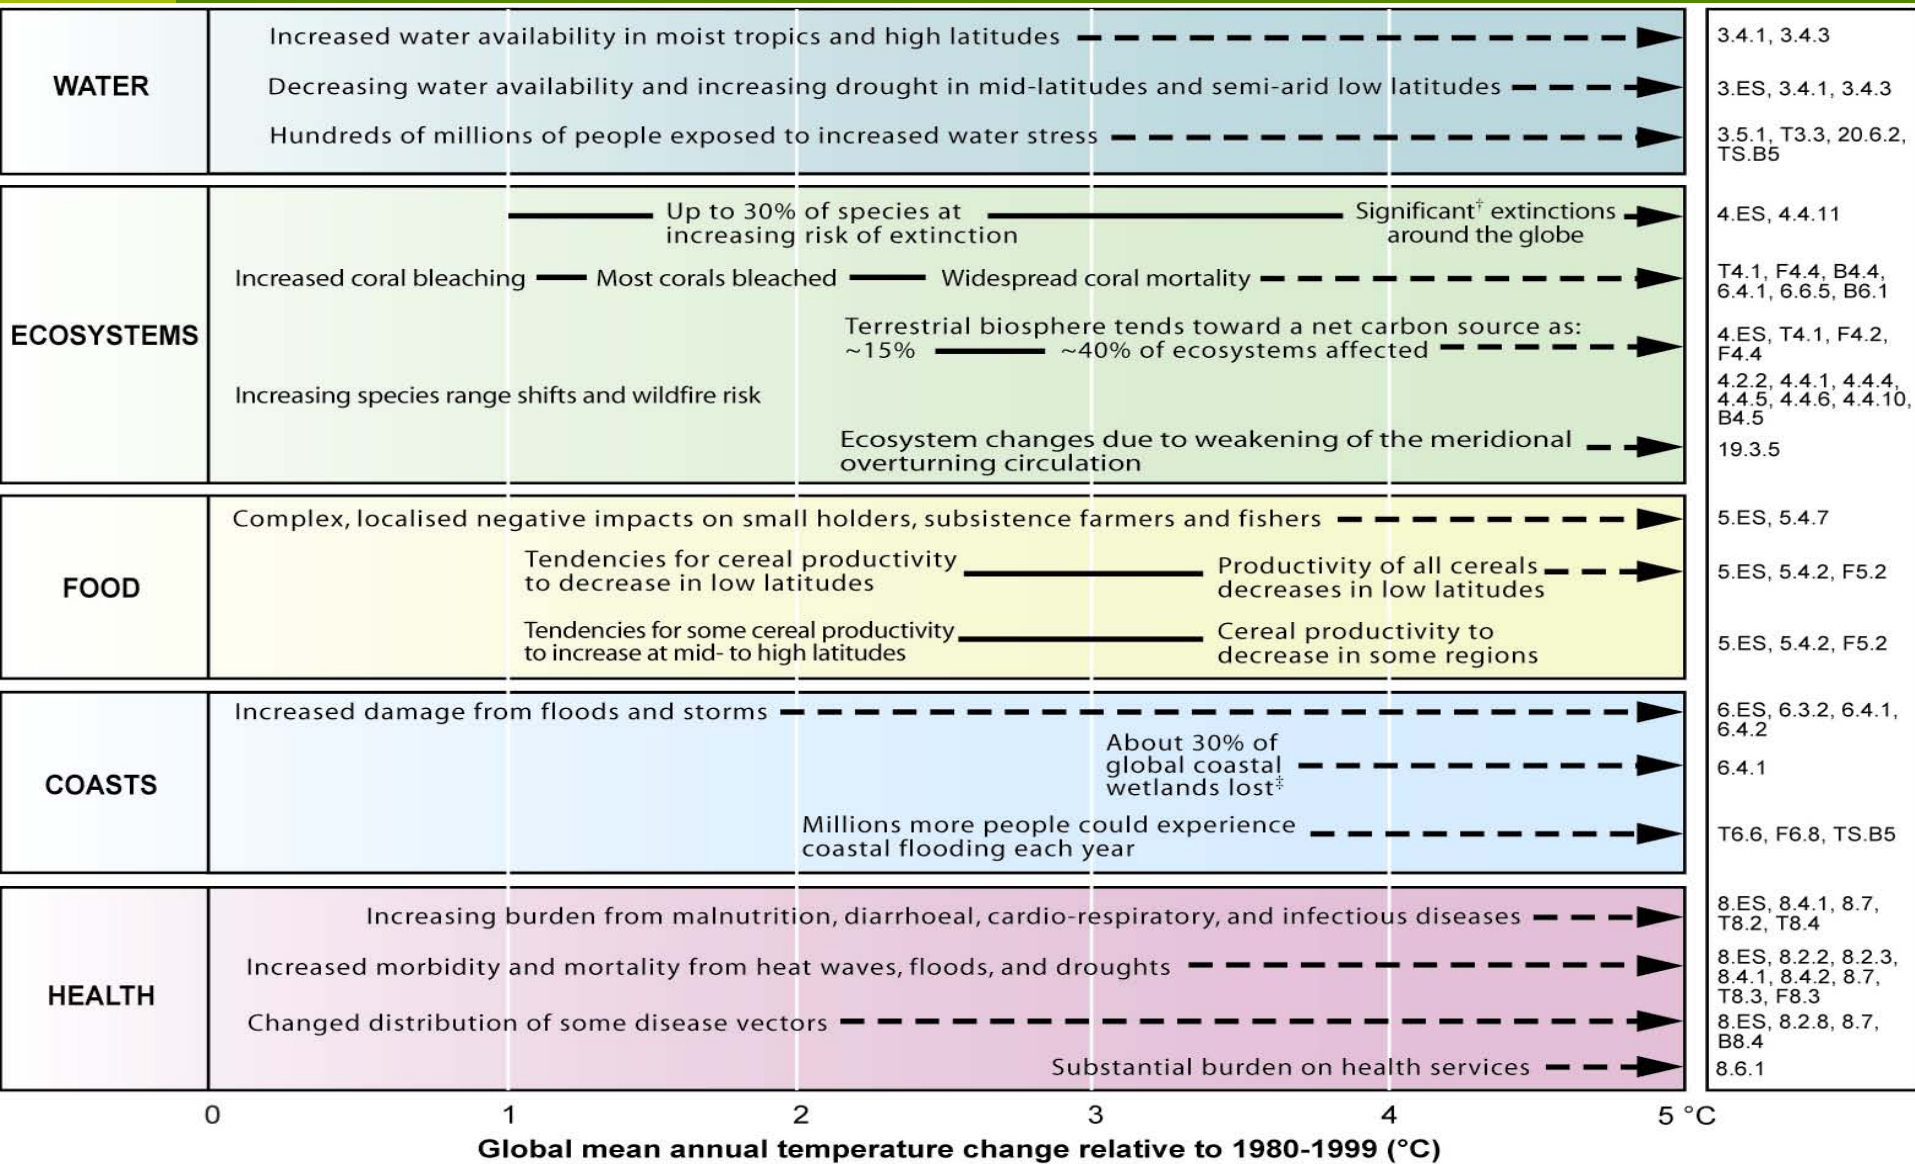 WATER
Increased water availability in moist tropics and high latitudes
3.4.1, 3.4.3
Decreasing water availability and increasing drought in mid-latitudes and semi-arid low latitudes
3.ES, 3.4.1, 3.4.3
Hundreds of millions of people exposed to increased water stress
3.5.1, T3.3, 20.6.2,
TS.B5
ECOSYSTEMS
Up to 30% of species at
increasing risk of extinction
Significant† extinctions
around the globe
4.ES, 4.4.11
Increased coral bleaching
Most corals bleached
Widespread coral mortality
T4.1, F4.4, B4.4,
6.4.1, 6.6.5, B6.1
Terrestrial biosphere tends toward a net carbon source as:
~15%
~40% of ecosystems affected
4.ES, T4.1, F4.2,
F4.4
Increasing species range shifts and wildfire risk
4.2.2, 4.4.1, 4.4.4,
4.4.5, 4.4.6, 4.4.10,
B4.5
Ecosystem changes due to weakening of the meridional
overturning circulation
19.3.5
FOOD
Complex, localised negative impacts on small holders, subsistence farmers and fishers
5.ES, 5.4.7
Tendencies for cereal productivity
to decrease in low latitudes
Productivity of all cereals
decreases in low latitudes
5.ES, 5.4.2, F5.2
Tendencies for some cereal productivity
to increase at mid- to high latitudes
Cereal productivity to
decrease in some regions
5.ES, 5.4.2, F5.2
COASTS
Increased damage from floods and storms
6.ES, 6.3.2, 6.4.1,
6.4.2
About 30% of
global coastal
wetlands lost‡
6.4.1
Millions more people could experience
coastal flooding each year
T6.6, F6.8, TS.B5
HEALTH
Increasing burden from malnutrition, diarrhoeal, cardio-respiratory, and infectious diseases
8.ES, 8.4.1, 8.7,
T8.2, T8.4
Increased morbidity and mortality from heat waves, floods, and droughts
8.ES, 8.2.2, 8.2.3,
8.4.1, 8.4.2, 8.7,
T8.3, F8.3
Changed distribution of some disease vectors
8.ES, 8.2.8, 8.7,
B8.4
Substantial burden on health services
8.6.1
0 1 2 3 4 5 °C
Global mean annual temperature change relative to 1980-1999 (°C)